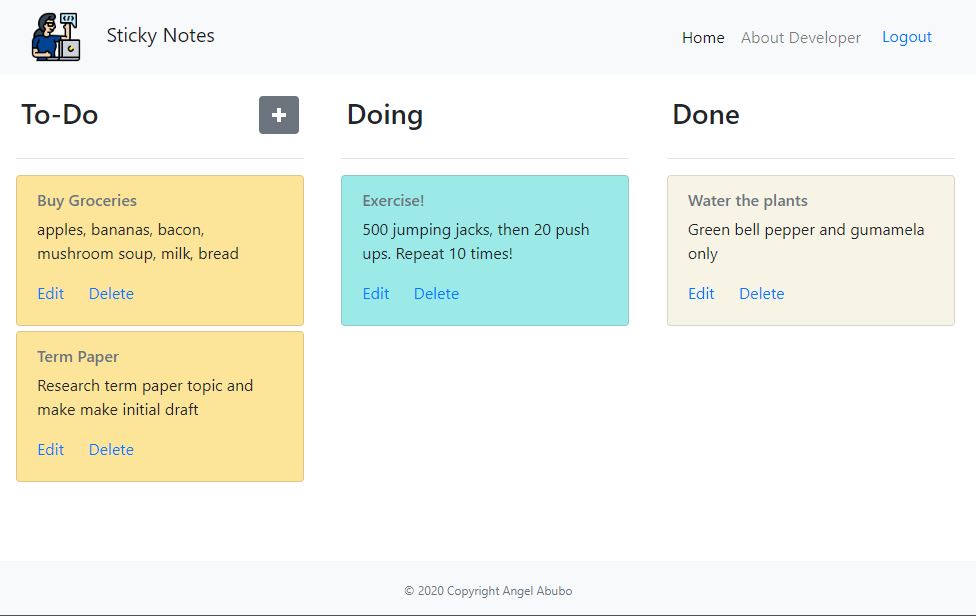 Sticky Notes
Home About Developer Logout
To-Do
+
Buy Groceries
apples, bananas, bacon,
mushroom soup, milk, bread
Edit Delete
Term Paper
Research term paper topic and
make make initial draft
Edit Delete
Doing
Exercise!
500 jumping jacks, then 20 push
ups. Repeat 10 times!
Edit Delete
Done
Water the plants
Green bell pepper and gumamela
only
Edit Delete
© 2020 Copyright Angel Abubo